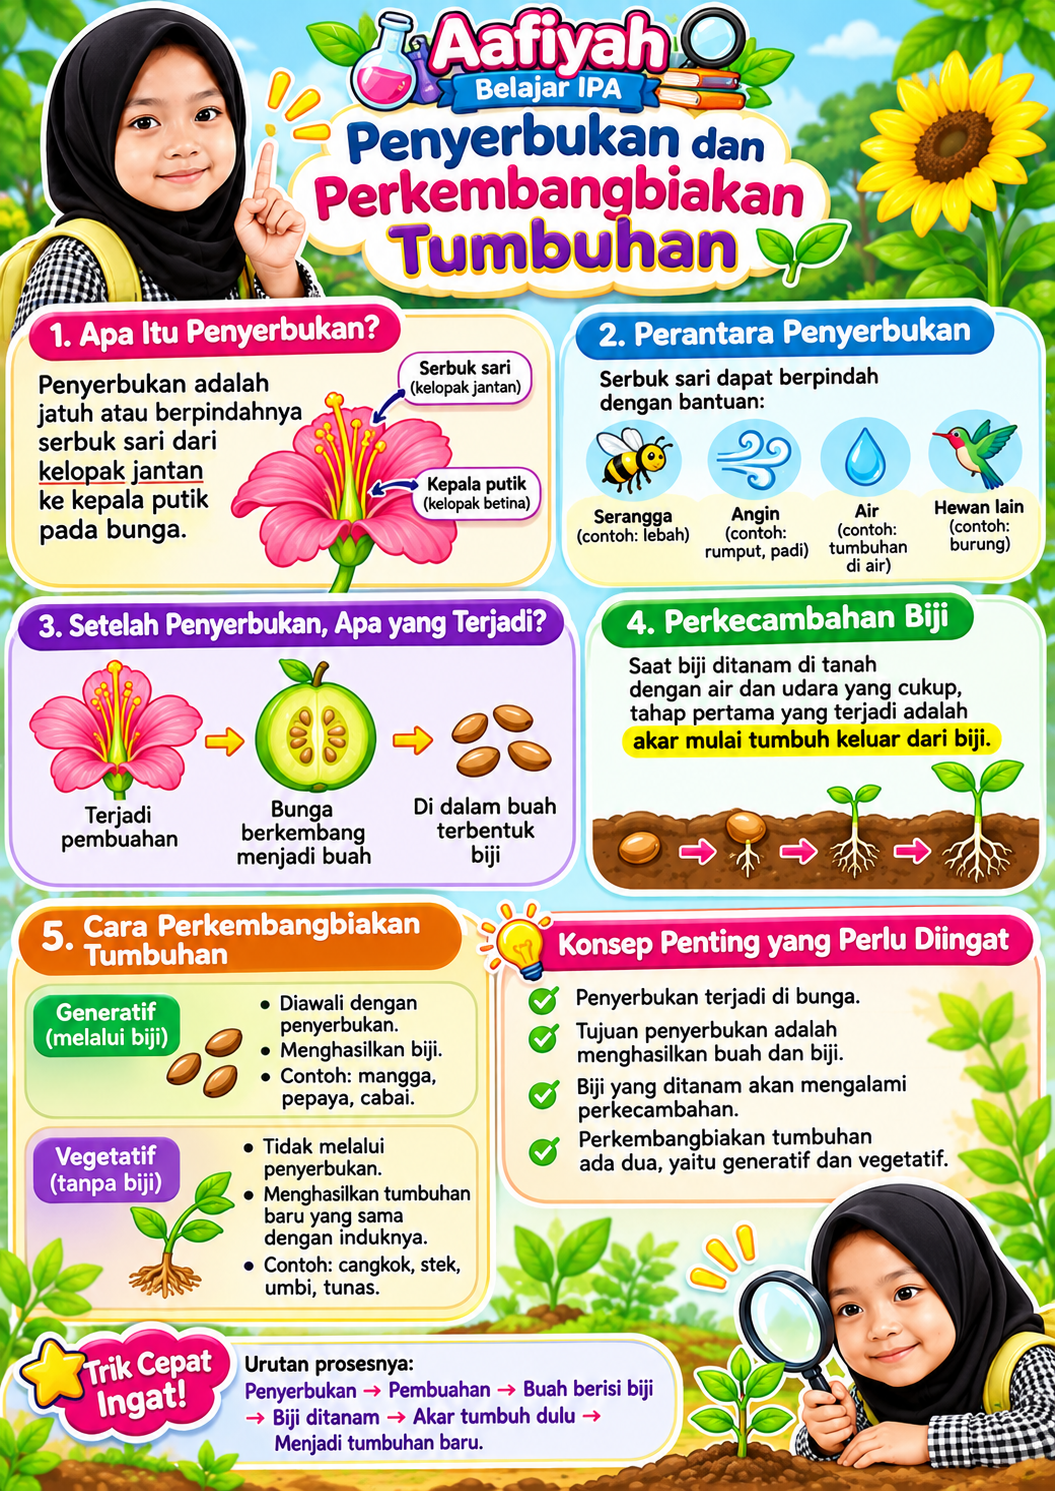 Aafiyah
Belajar IPA
Penyerbukan dan
Perkembangbiakan
Tumbuhan
1. Apa Itu Penyerbukan?
Penyerbukan adalah
jatuh atau berpindahnya
serbuk sari dari
kelopak jantan
ke kepala putik
pada bunga.
Serbuk sari
(kelopak jantan)
Kepala putik
(kelopak betina)
2. Perantara Penyerbukan
Serbuk sari dapat berpindah
dengan bantuan:
Serangga
(contoh: lebah)
Angin
(contoh:
rumput, padi)
Air
(contoh:
tumbuhan
di air)
Hewan lain
(contoh:
burung)
3. Setelah Penyerbukan, Apa yang Terjadi?
Terjadi
pembuahan
Bunga
berkembang
menjadi buah
Di dalam buah
terbentuk
biji
4. Perkecambahan Biji
Saat biji ditanam di tanah
dengan air dan udara yang cukup,
tahap pertama yang terjadi adalah
akar mulai tumbuh keluar dari biji.
5. Cara Perkembangbiakan
Tumbuhan
Generatif
(melalui biji)
• Diawali dengan
penyerbukan.
• Menghasilkan biji.
• Contoh: mangga,
pepaya, cabai.
Vegetatif
(tanpa biji)
• Tidak melalui
penyerbukan.
• Menghasilkan tumbuhan
baru yang sama
dengan induknya.
• Contoh: cangkok, stek,
umbi, tunas.
Konsep Penting yang Perlu Diingat
Penyerbukan terjadi di bunga.
Tujuan penyerbukan adalah
menghasilkan buah dan biji.
Biji yang ditanam akan mengalami
perkecambahan.
Perkembangbiakan tumbuhan
ada dua, yaitu generatif dan vegetatif.
Trik Cepat
Ingat!
Urutan prosesnya:
Penyerbukan → Pembuahan → Buah berisi biji
→ Biji ditanam → Akar tumbuh dulu →
Menjadi tumbuhan baru.